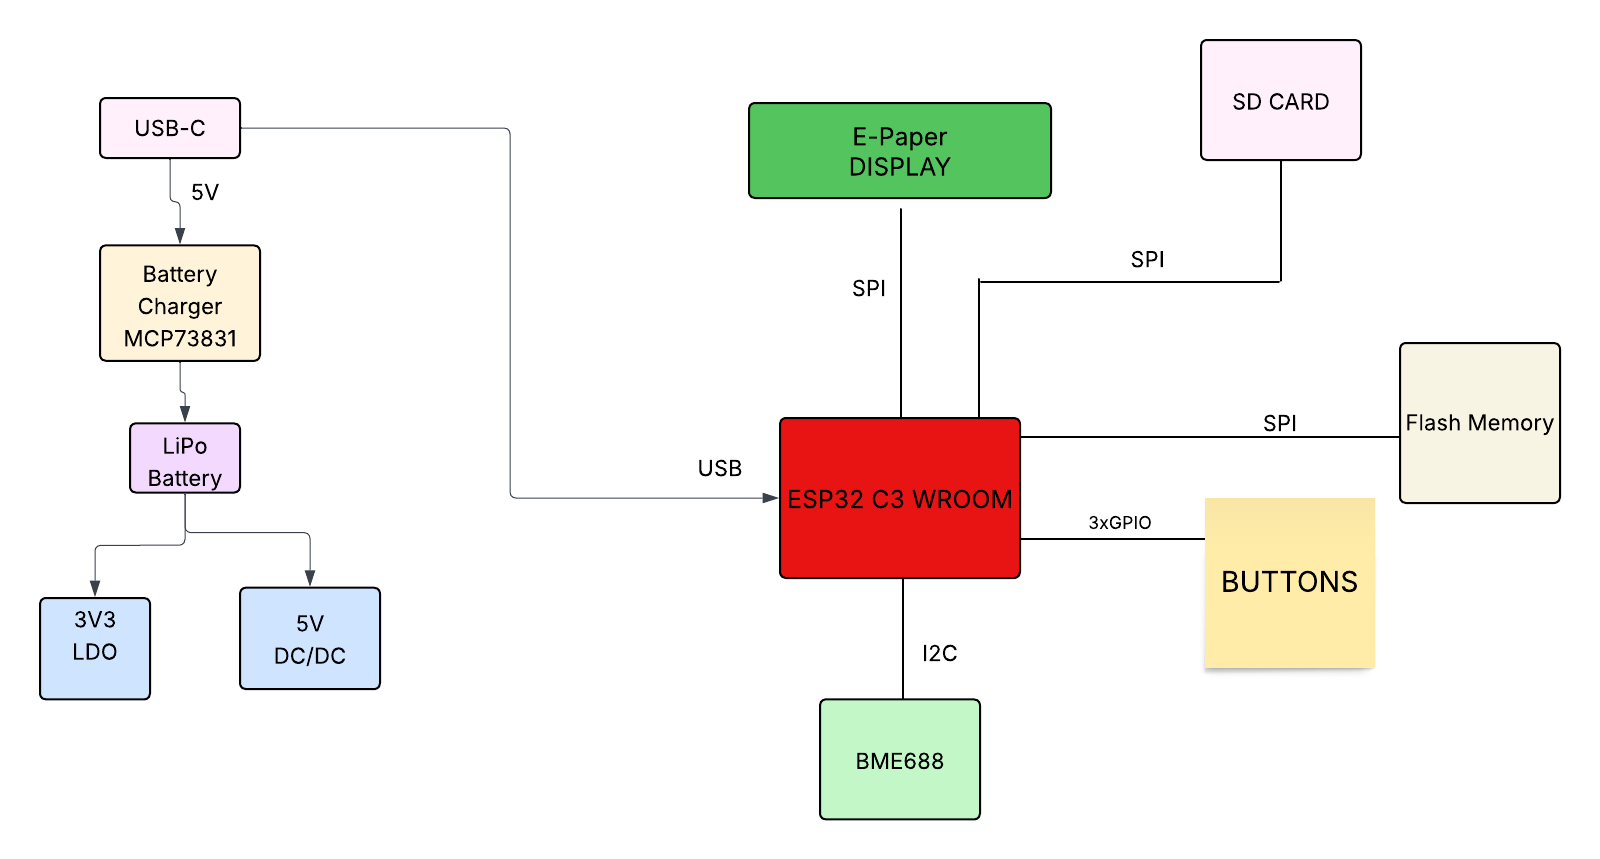 USB-C
5V
Battery
Charger
MCP73831
LiPo
Battery
3V3
LDO
5V
DC/DC
USB
E-Paper
DISPLAY
SPI
SD CARD
SPI
ESP32 C3 WROOM
SPI
Flash Memory
3xGPIO
BUTTONS
I2C
BME688